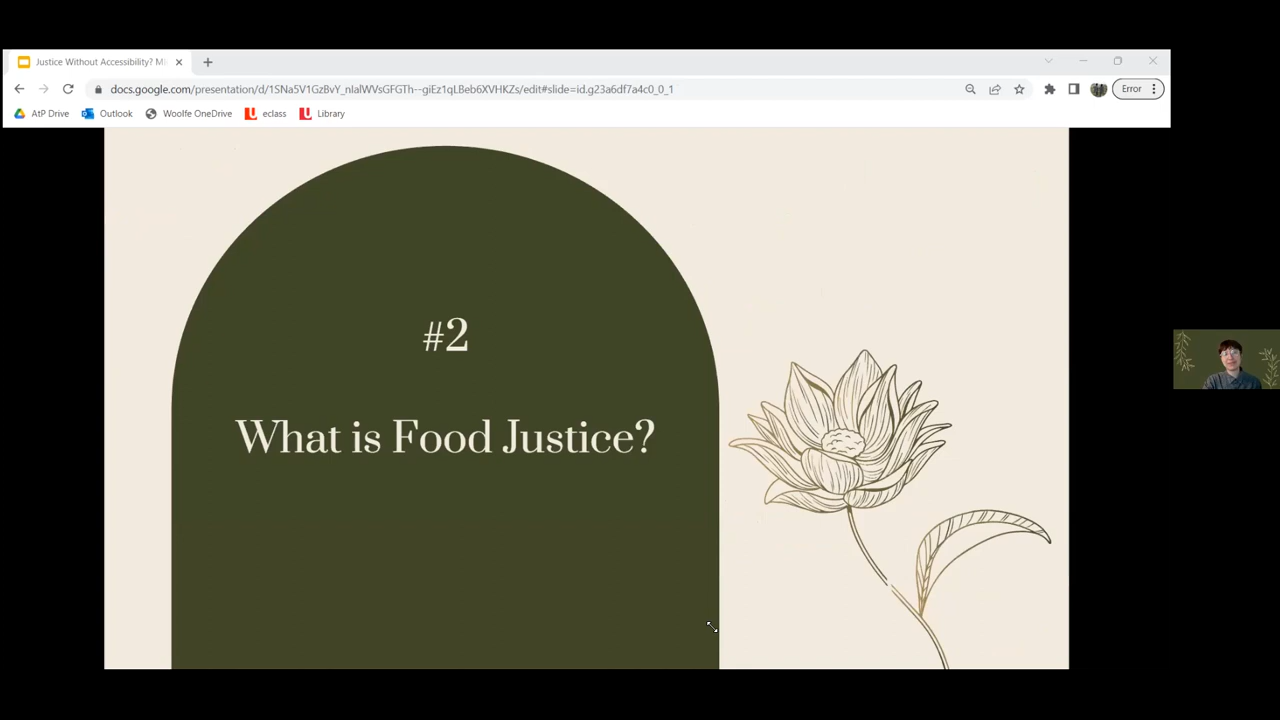 Justice Without Accessibility? Mi
docs.google.com/presentation/d/1SNa5V1GzBvY_nlalWVsGFGTh--giEz1qLBeb6XVHKZs/edit#slide=id.g23a6df7a4c0_0_1
Error
AtP Drive
Outlook
Woolfe OneDrive
eclass
Library
#2
What is Food Justice?